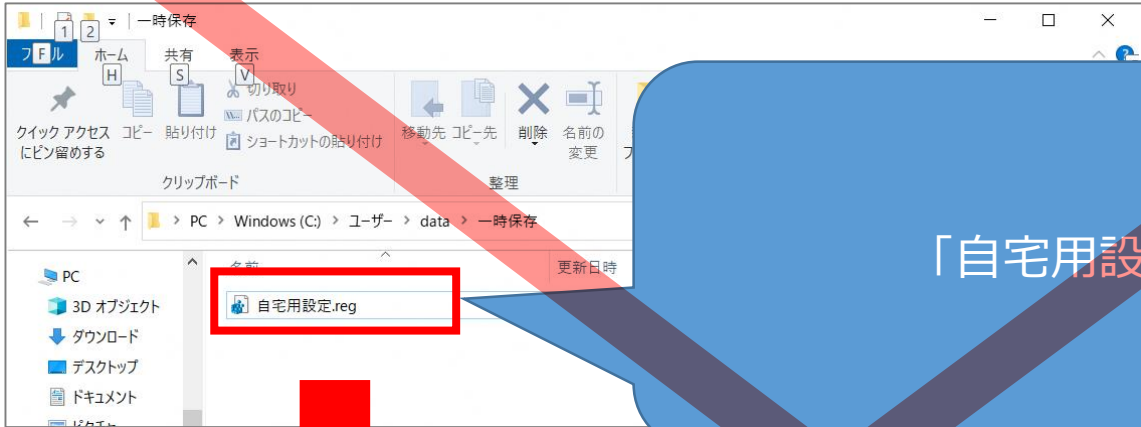 一時保存
1 2
フ F ル ホーム 共有 表示
H S V
クイック アクセス
にピン留めする
コピー
貼り付け
切り取り
パスのコピー
ショートカットの貼り付け
クリップボード
移動先 コピー先 削除 名前の
変更
整理
PC > Windows (C:) > ユーザー > data > 一時保存
名前 更新日時
PC
3D オブジェクト
自宅用設定.reg
ダウンロード
デスクトップ
ドキュメント
「自宅用設